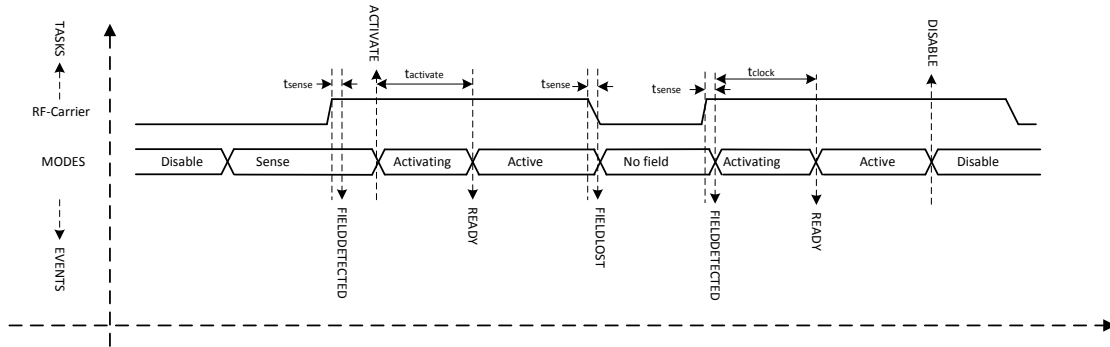 TASKS
ACTIVATE
DISABLE
tsense
tactivate
tsense
tsense
tclock
RF-Carrier
MODES
Disable
Sense
Activating
Active
No field
Activating
Active
Disable
EVENTS
FIELDDETECTED
READY
FIELDLOST
FIELDDETECTED
READY